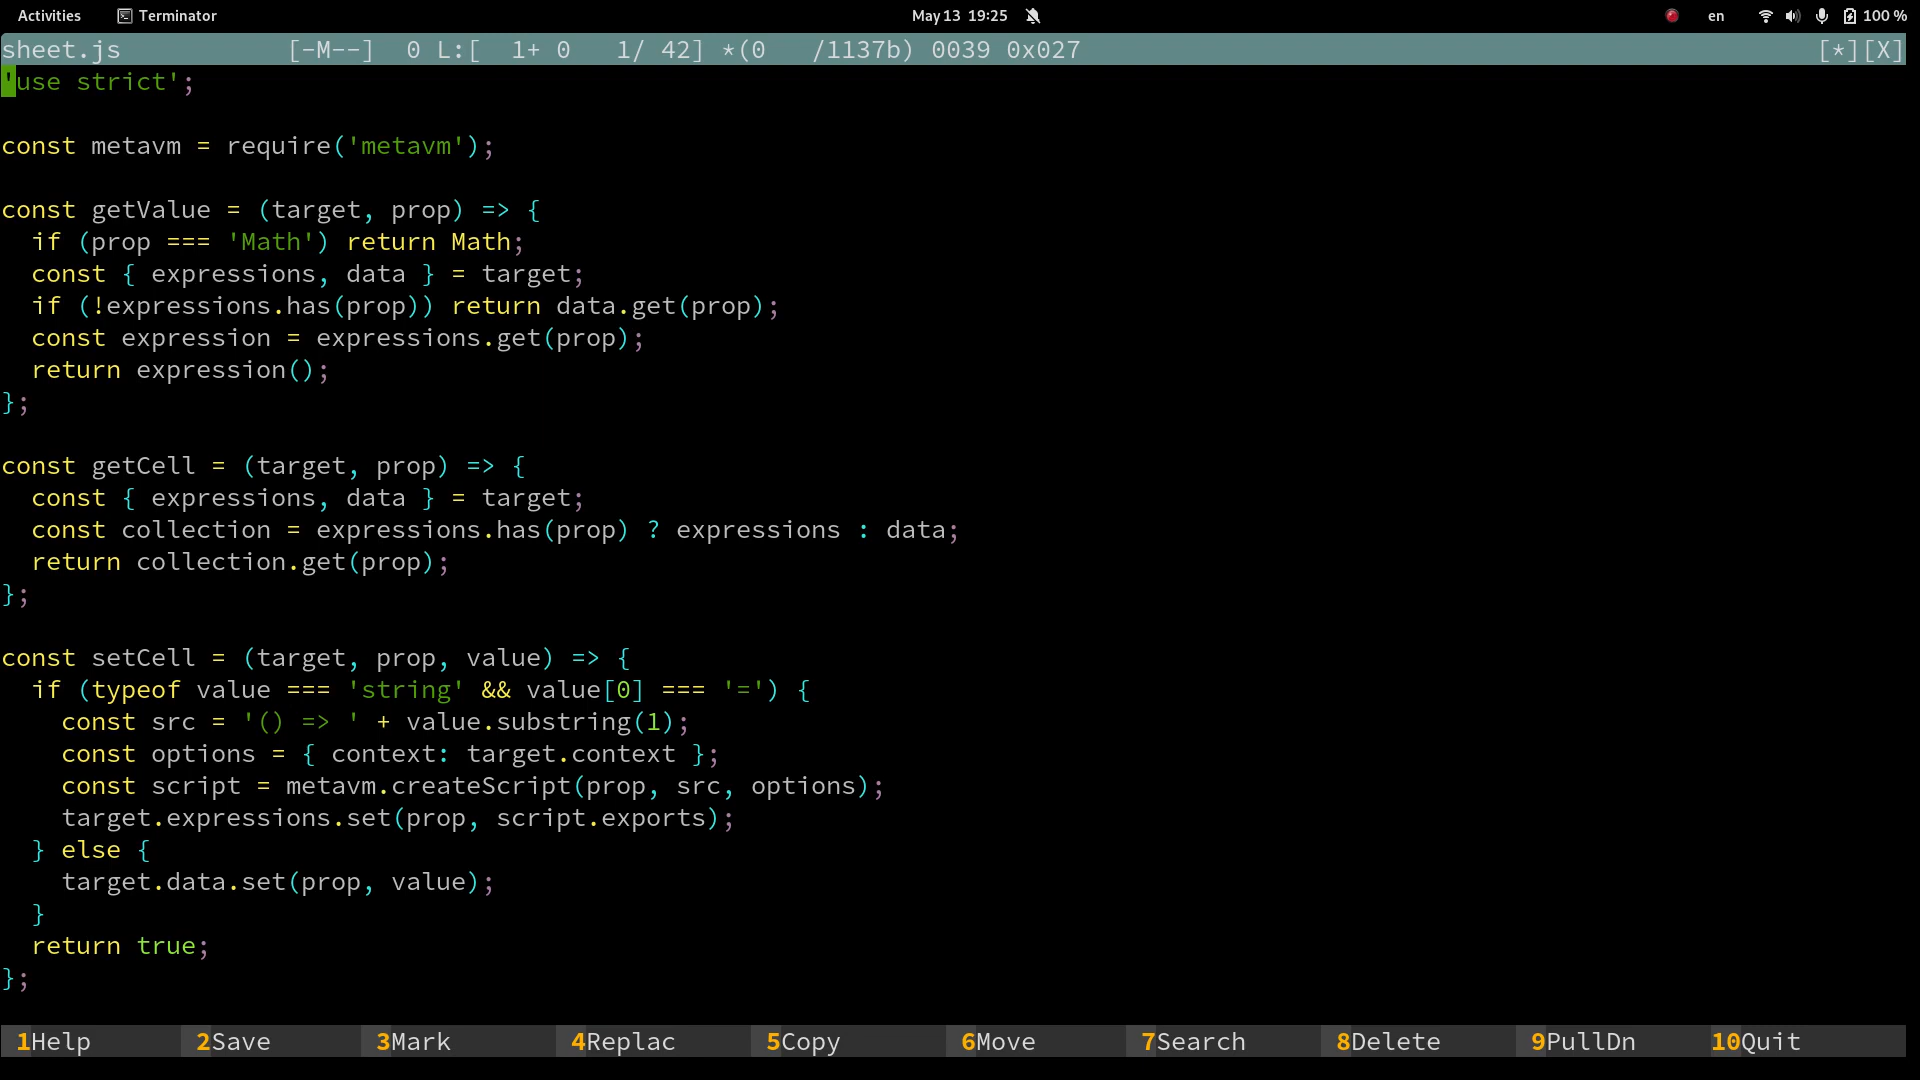 Activities Terminator May 13 19:25 en 100 %
sheet.js [-M--] 0 L:[ 1+ 0 1/ 42] *(0 /1137b) 0039 0x027 [*][X]
'use strict';
const metavm = require('metavm');
const getValue = (target, prop) => {
  if (prop === 'Math') return Math;
  const { expressions, data } = target;
  if (!expressions.has(prop)) return data.get(prop);
  const expression = expressions.get(prop);
  return expression();
};
const getCell = (target, prop) => {
  const { expressions, data } = target;
  const collection = expressions.has(prop) ? expressions : data;
  return collection.get(prop);
};
const setCell = (target, prop, value) => {
  if (typeof value === 'string' && value[0] === '=') {
    const src = '() => ' + value.substring(1);
    const options = { context: target.context };
    const script = metavm.createScript(prop, src, options);
    target.expressions.set(prop, script.exports);
  } else {
    target.data.set(prop, value);
  }
  return true;
};
1Help 2Save 3Mark 4Replac 5Copy 6Move 7Search 8Delete 9PullDn 10Quit